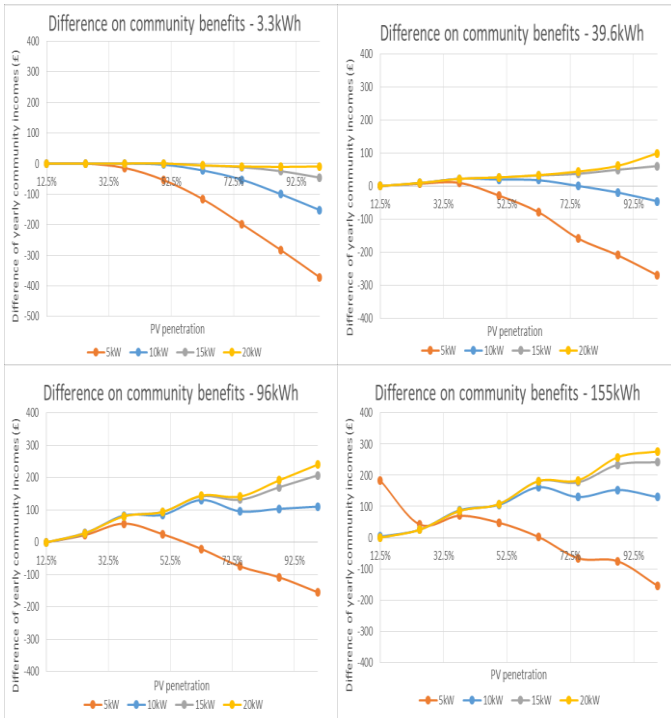 Difference on community benefits - 3.3kWh
Difference of yearly community incomes (£)
400
300
200
100
0
-100
-200
-300
-400
-500
12.5% 32.5% 52.5% 72.5% 92.5%
PV penetration
5kW 10kW 15kW 20kW
Difference on community benefits - 39.6kWh
Difference of yearly community incomes (£)
400
300
200
100
0
-100
-200
-300
-400
12.5% 32.5% 52.5% 72.5% 92.5%
PV penetration
5kW 10kW 15kW 20kW
Difference on community benefits - 96kWh
Difference of yearly community incomes (£)
400
300
200
100
0
-100
-200
-300
-400
12.5% 32.5% 52.5% 72.5% 92.5%
PV penetration
5kW 10kW 15kW 20kW
Difference on community benefits - 155kWh
Difference of yearly community incomes (£)
400
300
200
100
0
-100
-200
-300
-400
12.5% 32.5% 52.5% 72.5% 92.5%
PV penetration
5kW 10kW 15kW 20kW